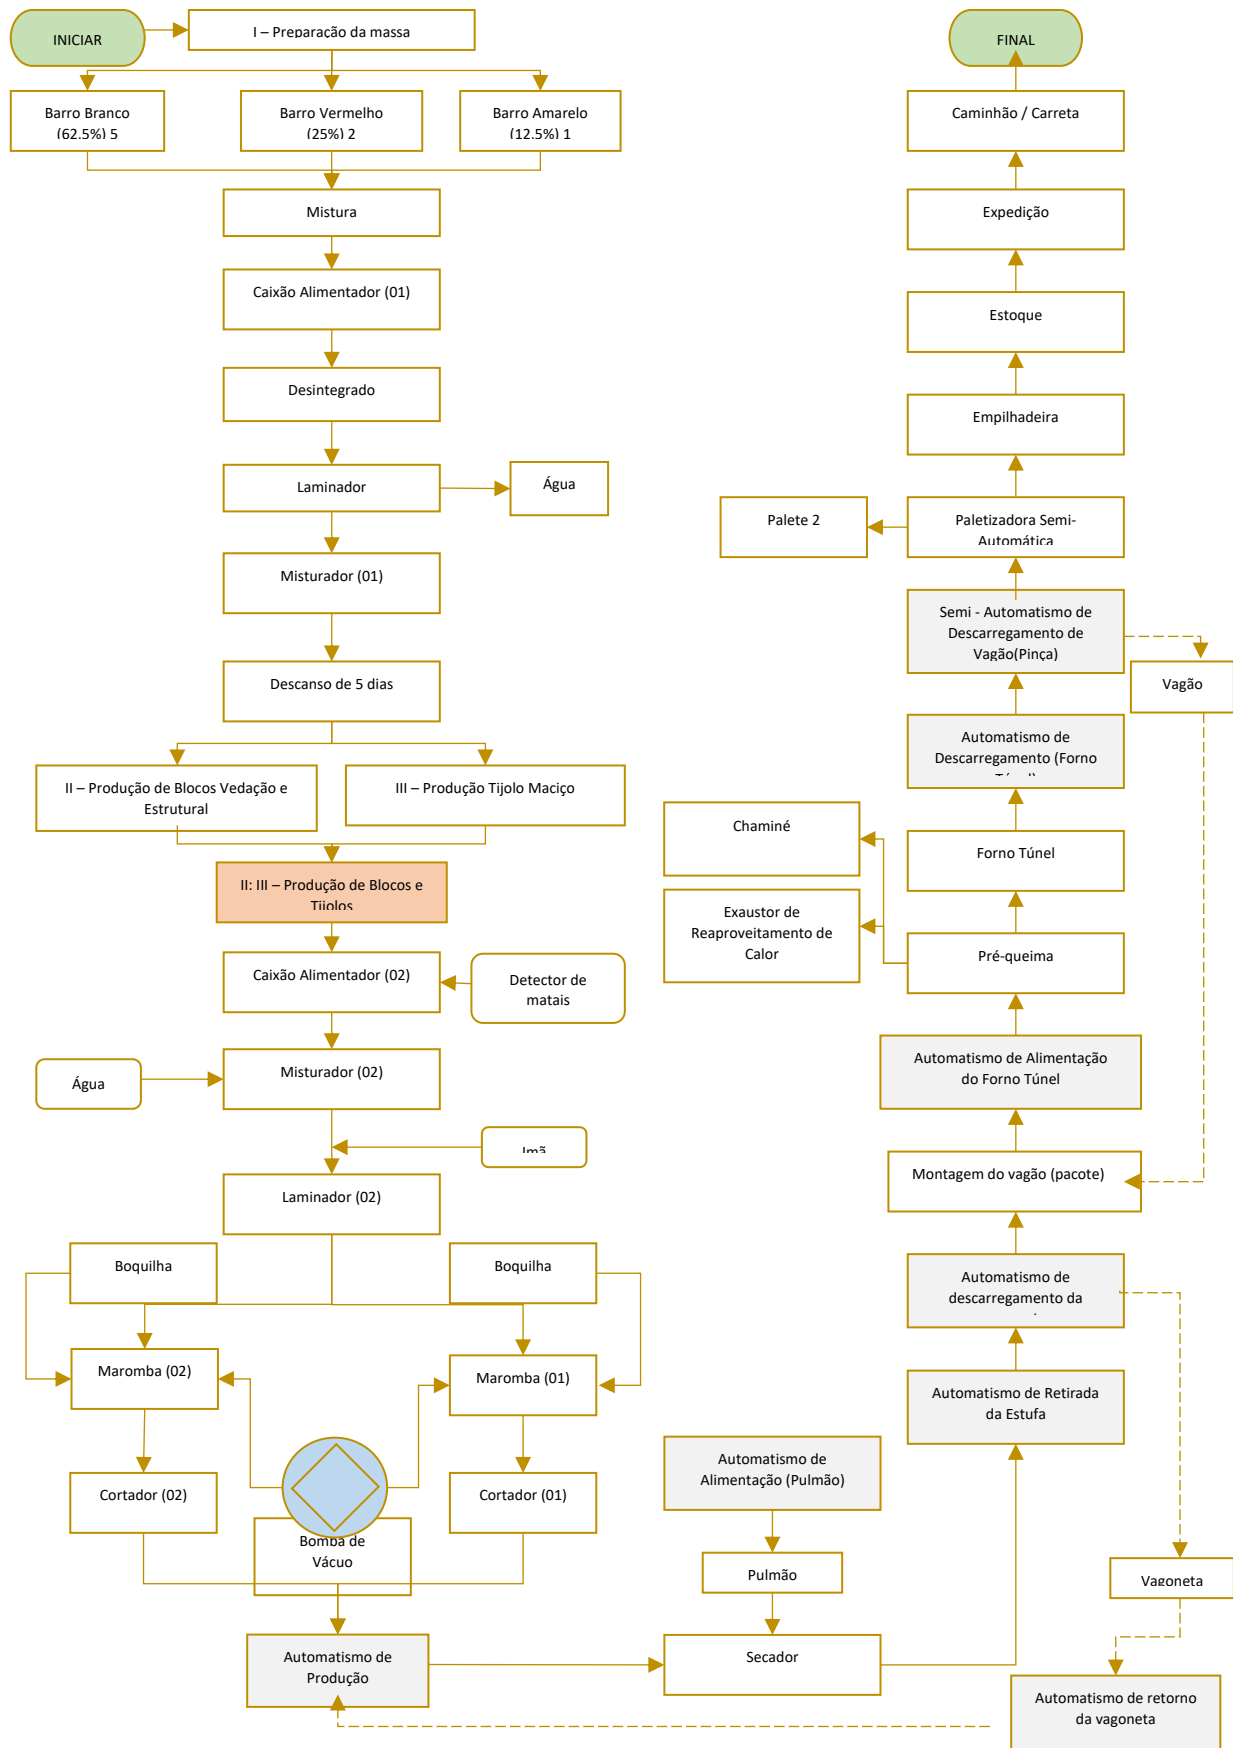 INICIAR
I – Preparação da massa
Barro Branco
(62.5%) 5
Barro Vermelho
(25%) 2
Barro Amarelo
(12.5%) 1
Mistura
Caixão Alimentador (01)
Desintegrado
Laminador
Água
Misturador (01)
Descanso de 5 dias
II – Produção de Blocos Vedação e
Estrutural
III – Produção Tijolo Maciço
II: III – Produção de Blocos e
Tijolos
Caixão Alimentador (02)
Detector de
matais
Misturador (02)
Água
Imã
Laminador (02)
Boquilha
Boquilha
Maromba (02)
Maromba (01)
Cortador (02)
Cortador (01)
Bomba de
Vácuo
Automatismo de
Produção
Automatismo de
Alimentação (Pulmão)
Pulmão
Secador
FINAL
Caminhão / Carreta
Expedição
Estoque
Empilhadeira
Paletizadora Semi-
Automática
Palete 2
Semi - Automatismo de
Descarregamento de
Vagão(Pinça)
Vagão
Automatismo de
Descarregamento (Forno
Túnel)
Forno Túnel
Chaminé
Exaustor de
Reaproveitamento de
Calor
Pré-queima
Automatismo de Alimentação
do Forno Túnel
Montagem do vagão (pacote)
Automatismo de
descarregamento da
Automatismo de Retirada
da Estufa
Vagoneta
Automatismo de retorno
da vagoneta